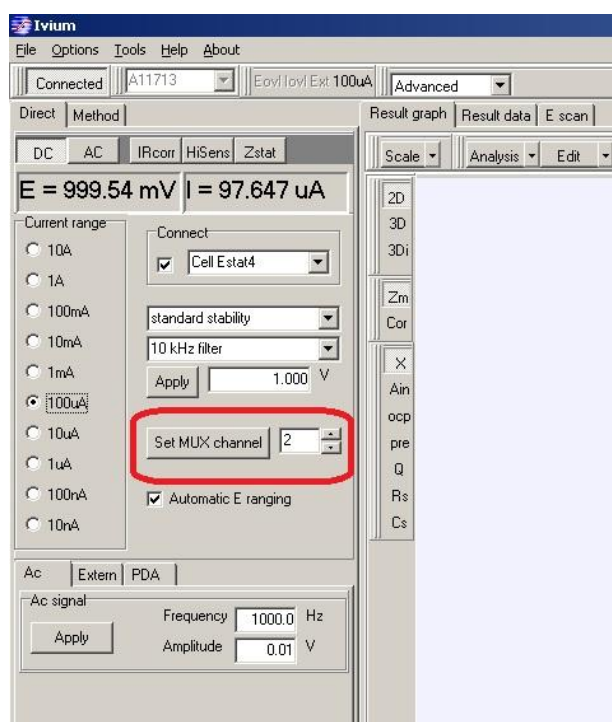 Ivium
File Options Tools Help About
Connected A11713 Eovl Iovl Ext 100uA Advanced
Direct Method Result graph Result data E scan
DC AC IRcorr HiSens Zstat Scale Analysis Edit
E = 999.54 mV I = 97.647 uA
Current range
10A
1A
100mA
10mA
1mA
100uA
10uA
1uA
100nA
10nA
Connect
Cell Estat4
standard stability
10 kHz filter
Apply 1.000 V
Set MUX channel 2
Automatic E ranging
2D
3D
3Di
Zm
Cor
X
Ain
ocp
pre
Q
Rs
Cs
Ac Extern PDA
Ac signal
Apply
Frequency 1000.0 Hz
Amplitude 0.01 V